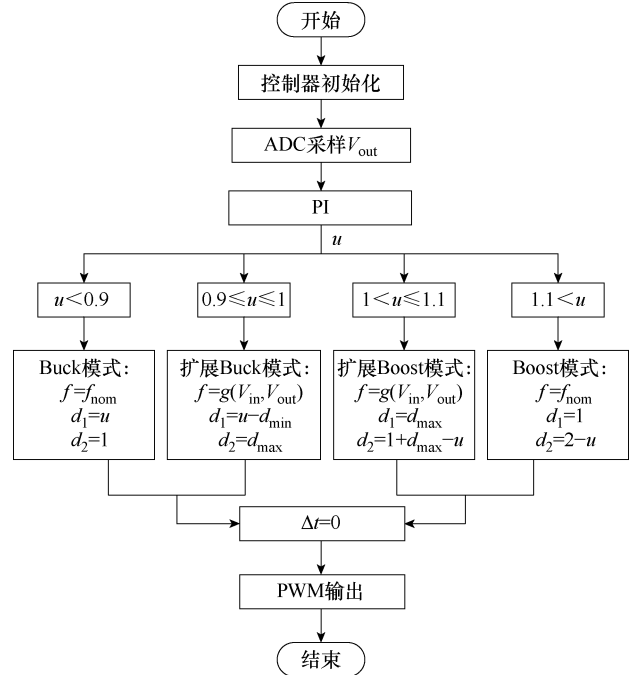 开始
控制器初始化
ADC采样Vout
PI
u
u<0.9
0.9≤u≤1
1<u≤1.1
1.1<u
Buck模式：
f=fnom
d1=u
d2=1
扩展Buck模式：
f=g(Vin,Vout)
d1=u−dmin
d2=dmax
扩展Boost模式：
f=g(Vin,Vout)
d1=dmax
d2=1+dmax−u
Boost模式：
f=fnom
d1=1
d2=2−u
Δt=0
PWM输出
结束